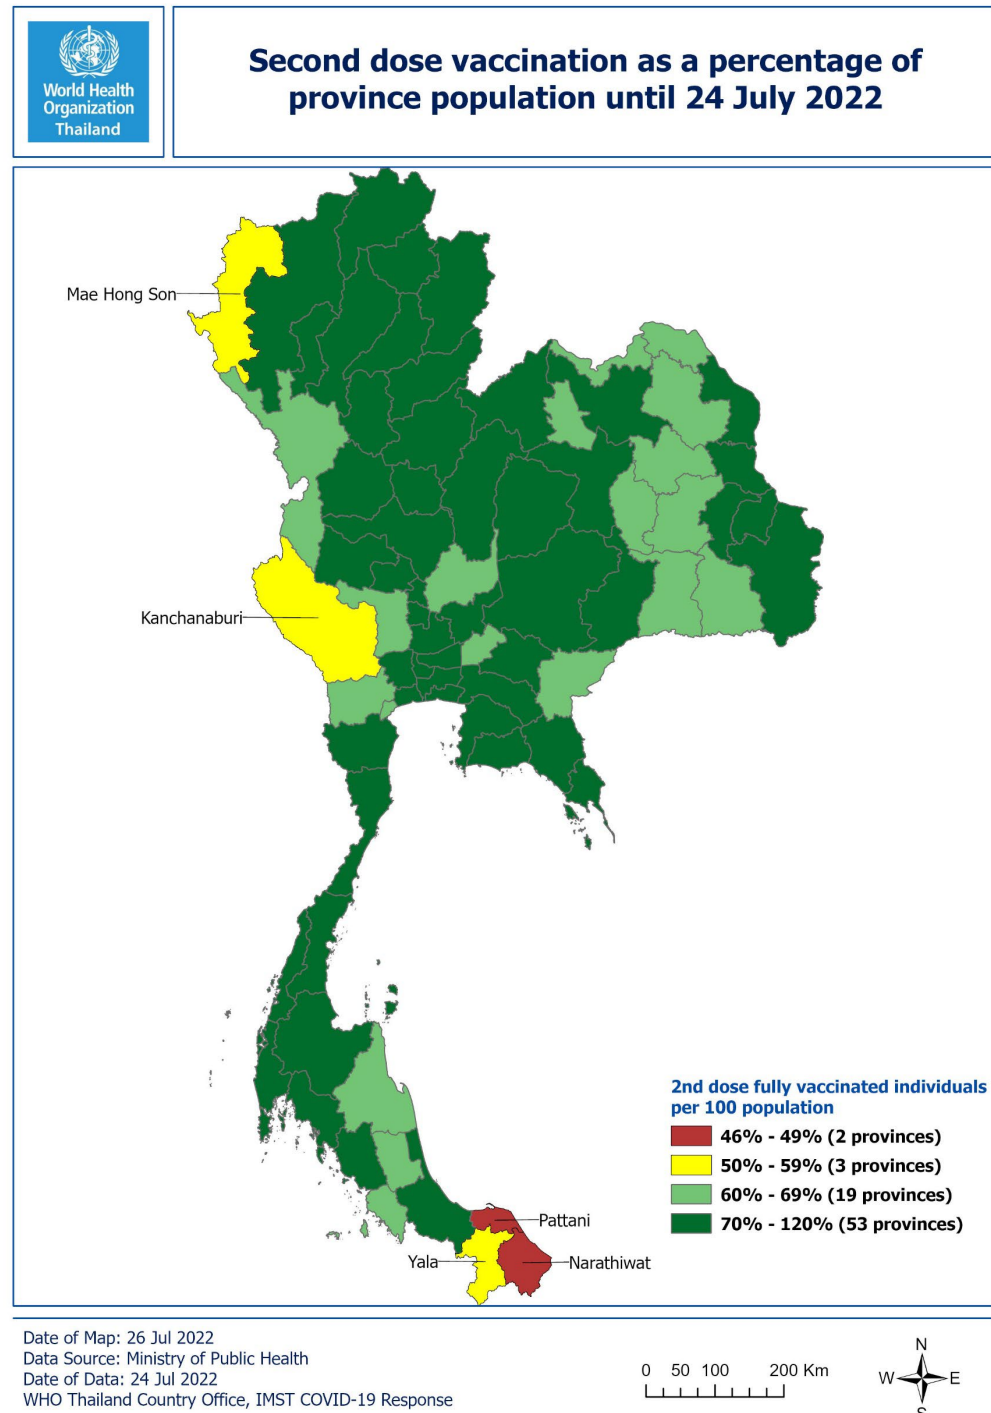 World Health
Organization
Thailand
Second dose vaccination as a percentage of
province population until 24 July 2022
Mae Hong Son
Kanchanaburi
2nd dose fully vaccinated individuals
per 100 population
46% - 49% (2 provinces)
50% - 59% (3 provinces)
60% - 69% (19 provinces)
70% - 120% (53 provinces)
Pattani
Yala
Narathiwat
Date of Map: 26 Jul 2022
Data Source: Ministry of Public Health
Date of Data: 24 Jul 2022
WHO Thailand Country Office, IMST COVID-19 Response
0 50 100 200 Km
N
W E
S